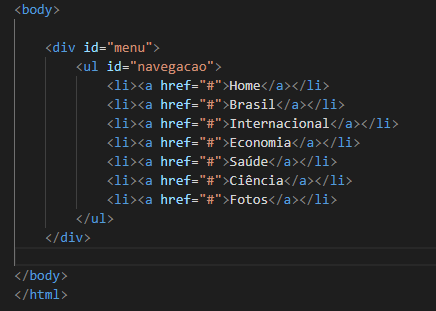 <body>
<div id="menu">
<ul id="navegacao">
<li><a href="#">Home</a></li>
<li><a href="#">Brasil</a></li>
<li><a href="#">Internacional</a></li>
<li><a href="#">Economia</a></li>
<li><a href="#">Saúde</a></li>
<li><a href="#">Ciência</a></li>
<li><a href="#">Fotos</a></li>
</ul>
</div>
</body>
</html>